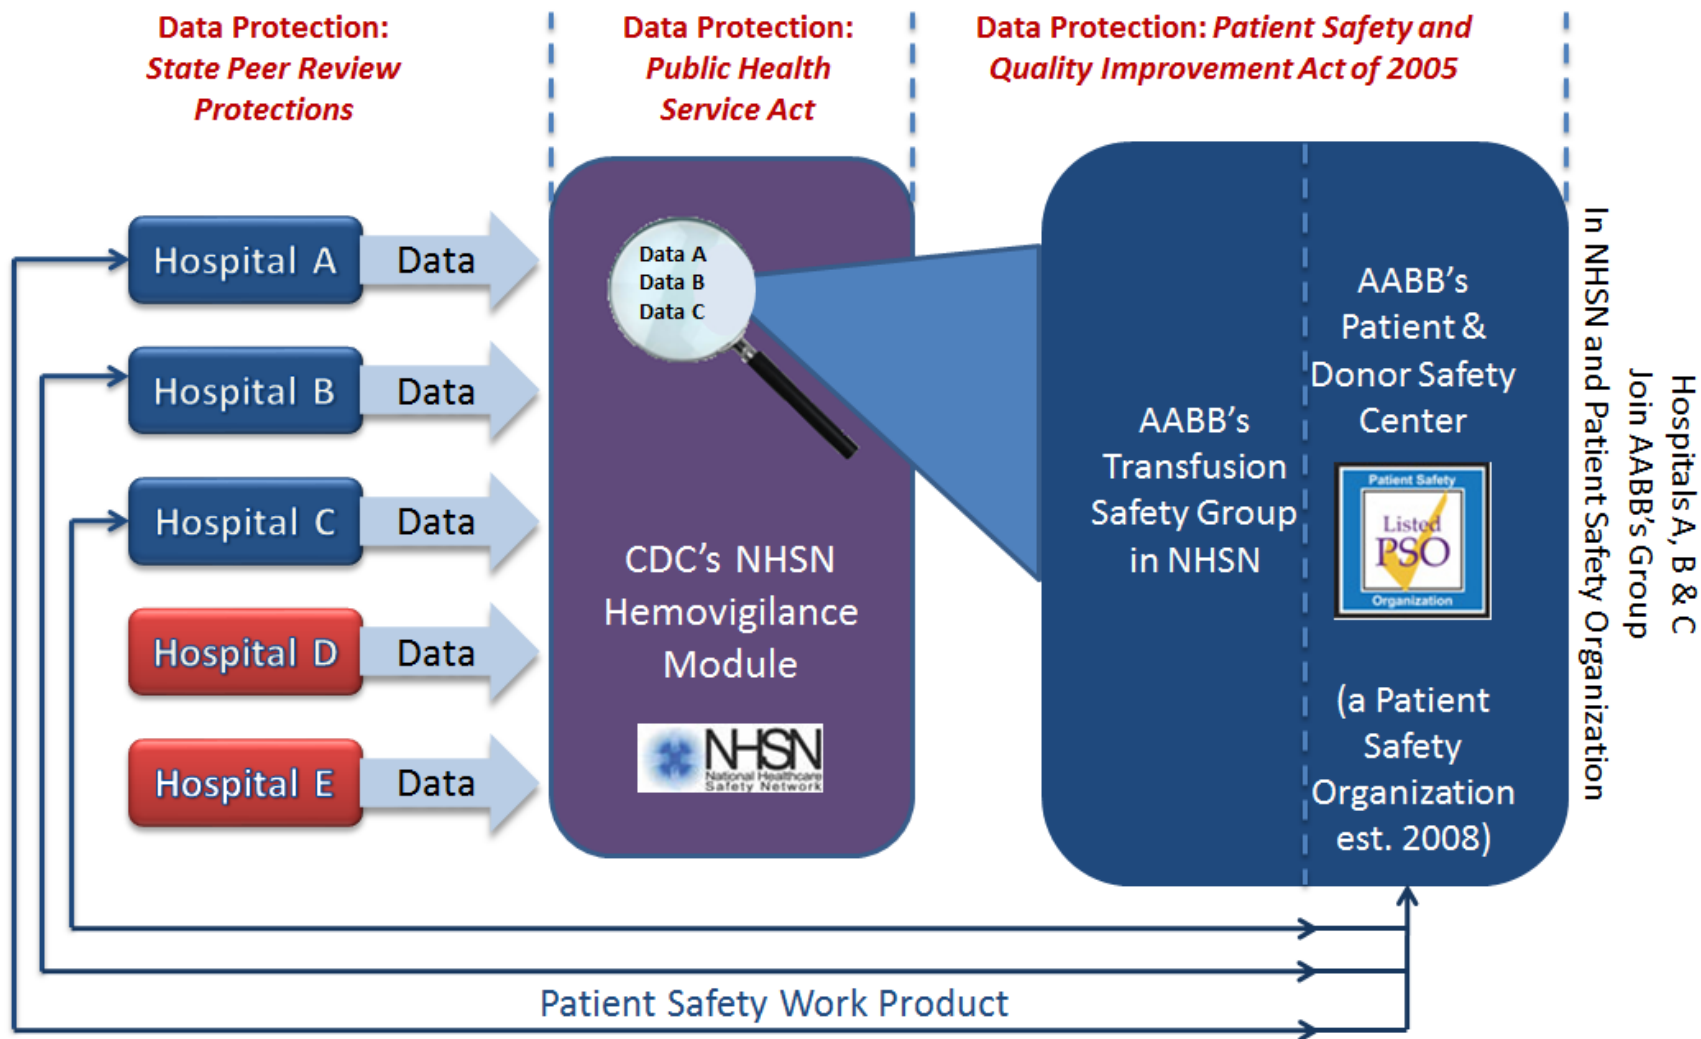 Data Protection:
State Peer Review
Protections
Data Protection:
Public Health
Service Act
Data Protection: Patient Safety and
Quality Improvement Act of 2005
Hospital A
Data
Hospital B
Data
Hospital C
Data
Hospital D
Data
Hospital E
Data
Data A
Data B
Data C
CDC’s NHSN
Hemovigilance
Module
NHSN
National Healthcare
Safety Network
AABB’s
Transfusion
Safety Group
in NHSN
AABB’s
Patient &
Donor Safety
Center
Patient Safety
Listed
PSO
Organization
(a Patient
Safety
Organization
est. 2008)
Hospitals A, B & C
Join AABB’s Group
In NHSN and Patient Safety Organization
Patient Safety Work Product